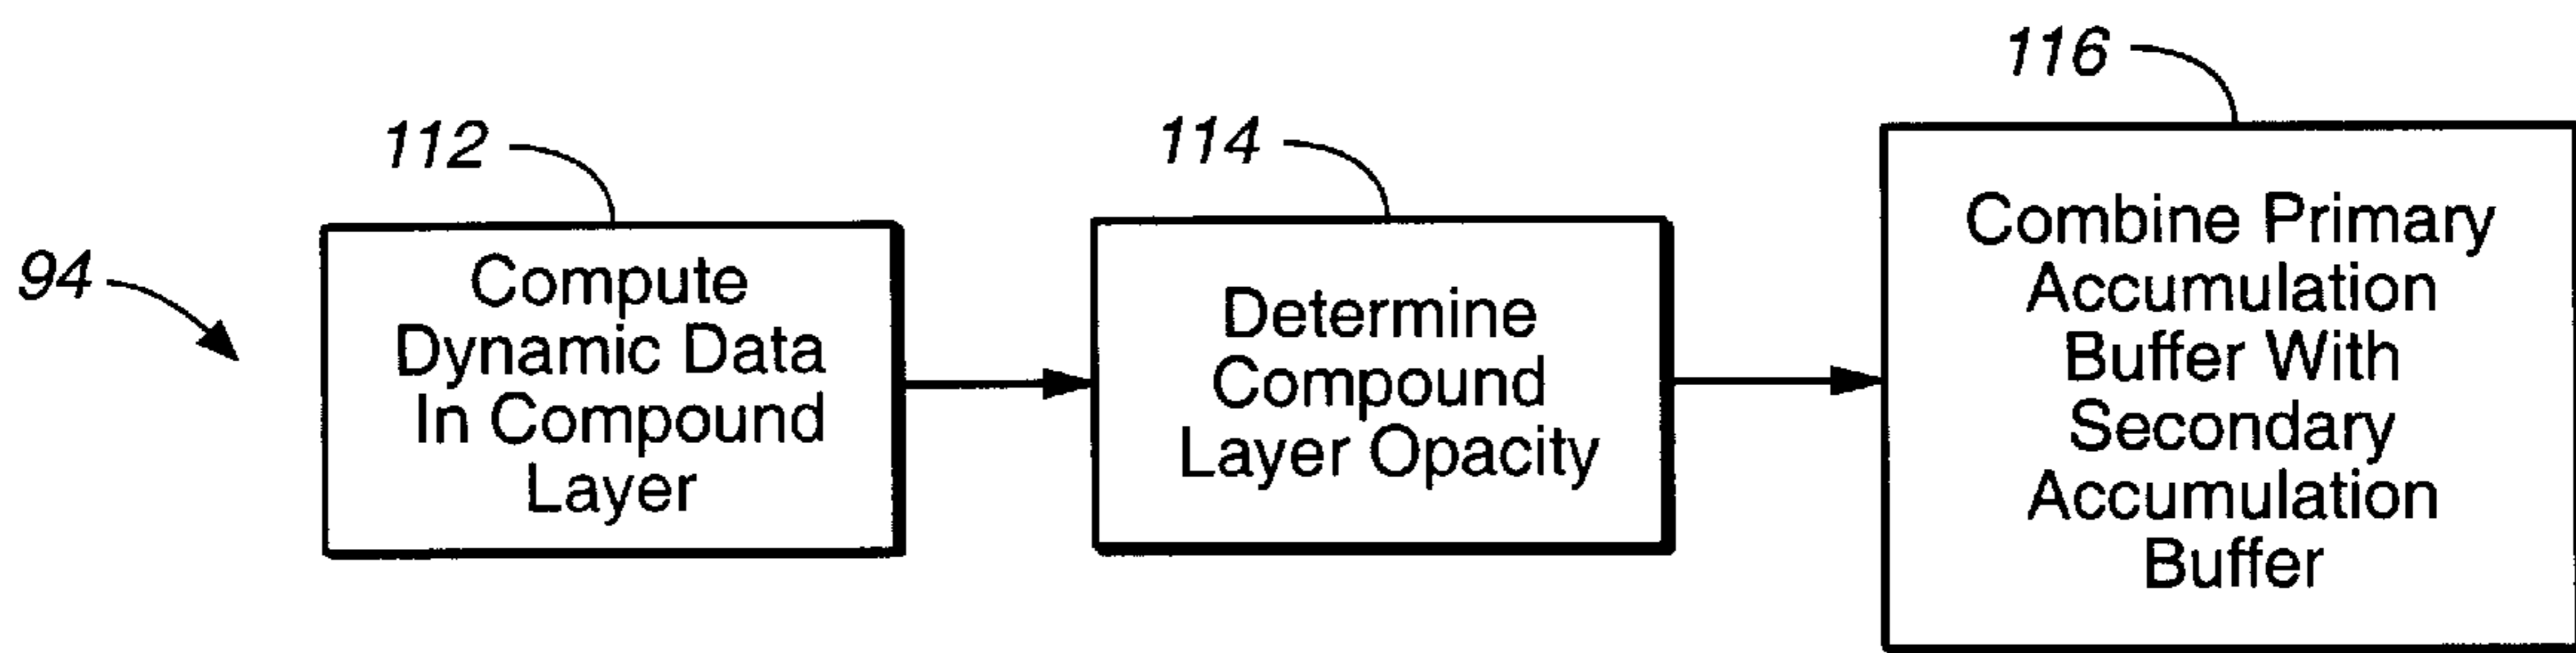 94
112
Compute
Dynamic Data
In Compound
Layer
114
Determine
Compound
Layer Opacity
116
Combine Primary
Accumulation
Buffer With
Secondary
Accumulation
Buffer